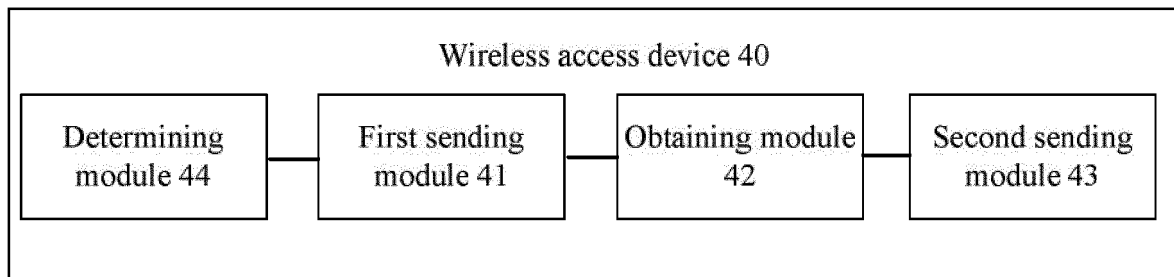 Wireless access device 40
Determining
module 44
First sending
module 41
Obtaining module
42
Second sending
module 43